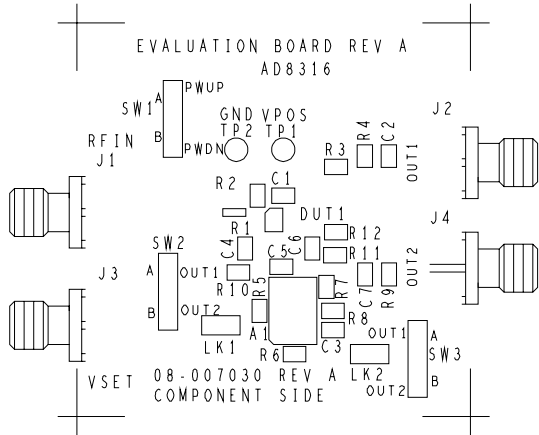 EVALUATION BOARD REV A
AD8316
PWUP
A
SW1
B
PWDN
GND VPOS
TP2 TP1
RFIN
J1
J2
R4
C2
R3
OUT1
R2
C1
DUT1
R1
R12
J4
SW2
C4
C6
R11
OUT2
J3
A
OUT1
C5
R10
R5
R7
C7
R9
B
OUT2
R8
A1
LK1
C3
OUT1
A
SW3
R6
LK2
B
OUT2
VSET
08-007030 REV A
COMPONENT SIDE